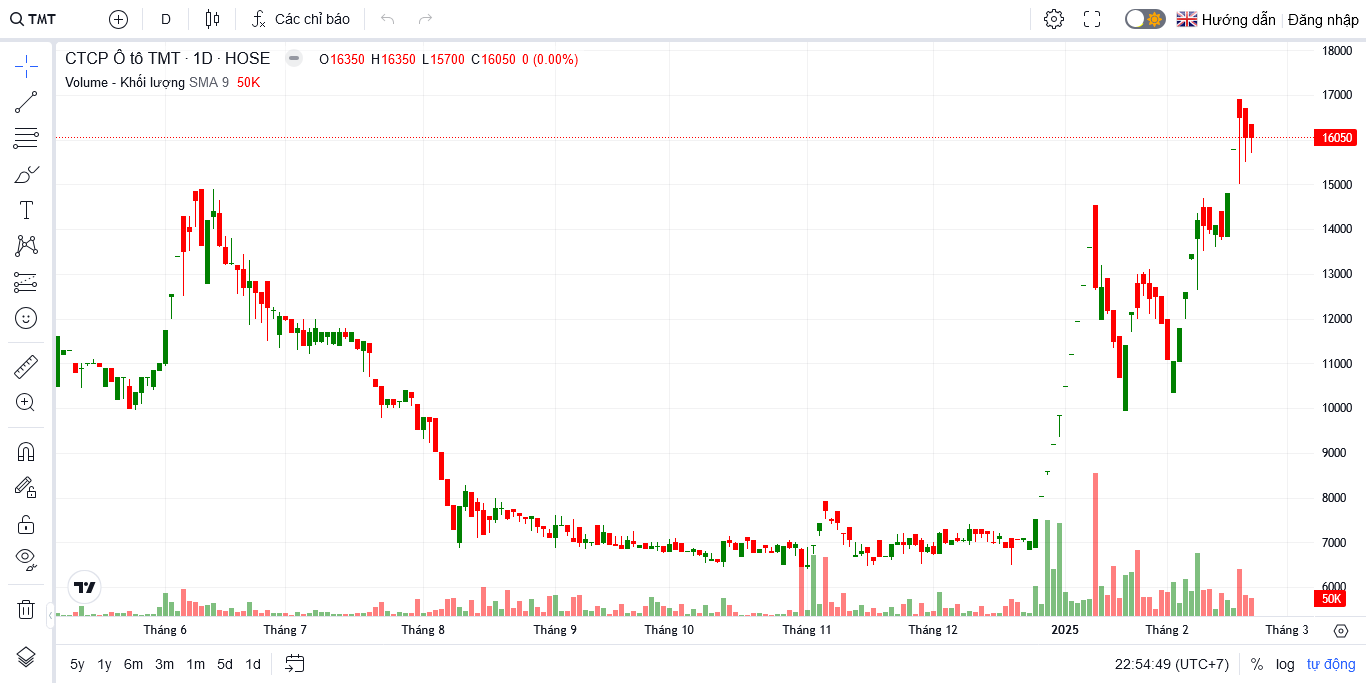 TMT D Các chỉ báo Hướng dẫn Đăng nhập
CTCP Ô tô TMT · 1D · HOSE O16350 H16350 L15700 C16050 0 (0.00%)
Volume - Khối lượng SMA 9 50K
18000
17000
16050
15000
14000
13000
12000
11000
10000
9000
8000
7000
6000
50K
Tháng 6 Tháng 7 Tháng 8 Tháng 9 Tháng 10 Tháng 11 Tháng 12 2025 Tháng 2 Tháng 3
5y 1y 6m 3m 1m 5d 1d 22:54:49 (UTC+7) % log tự động